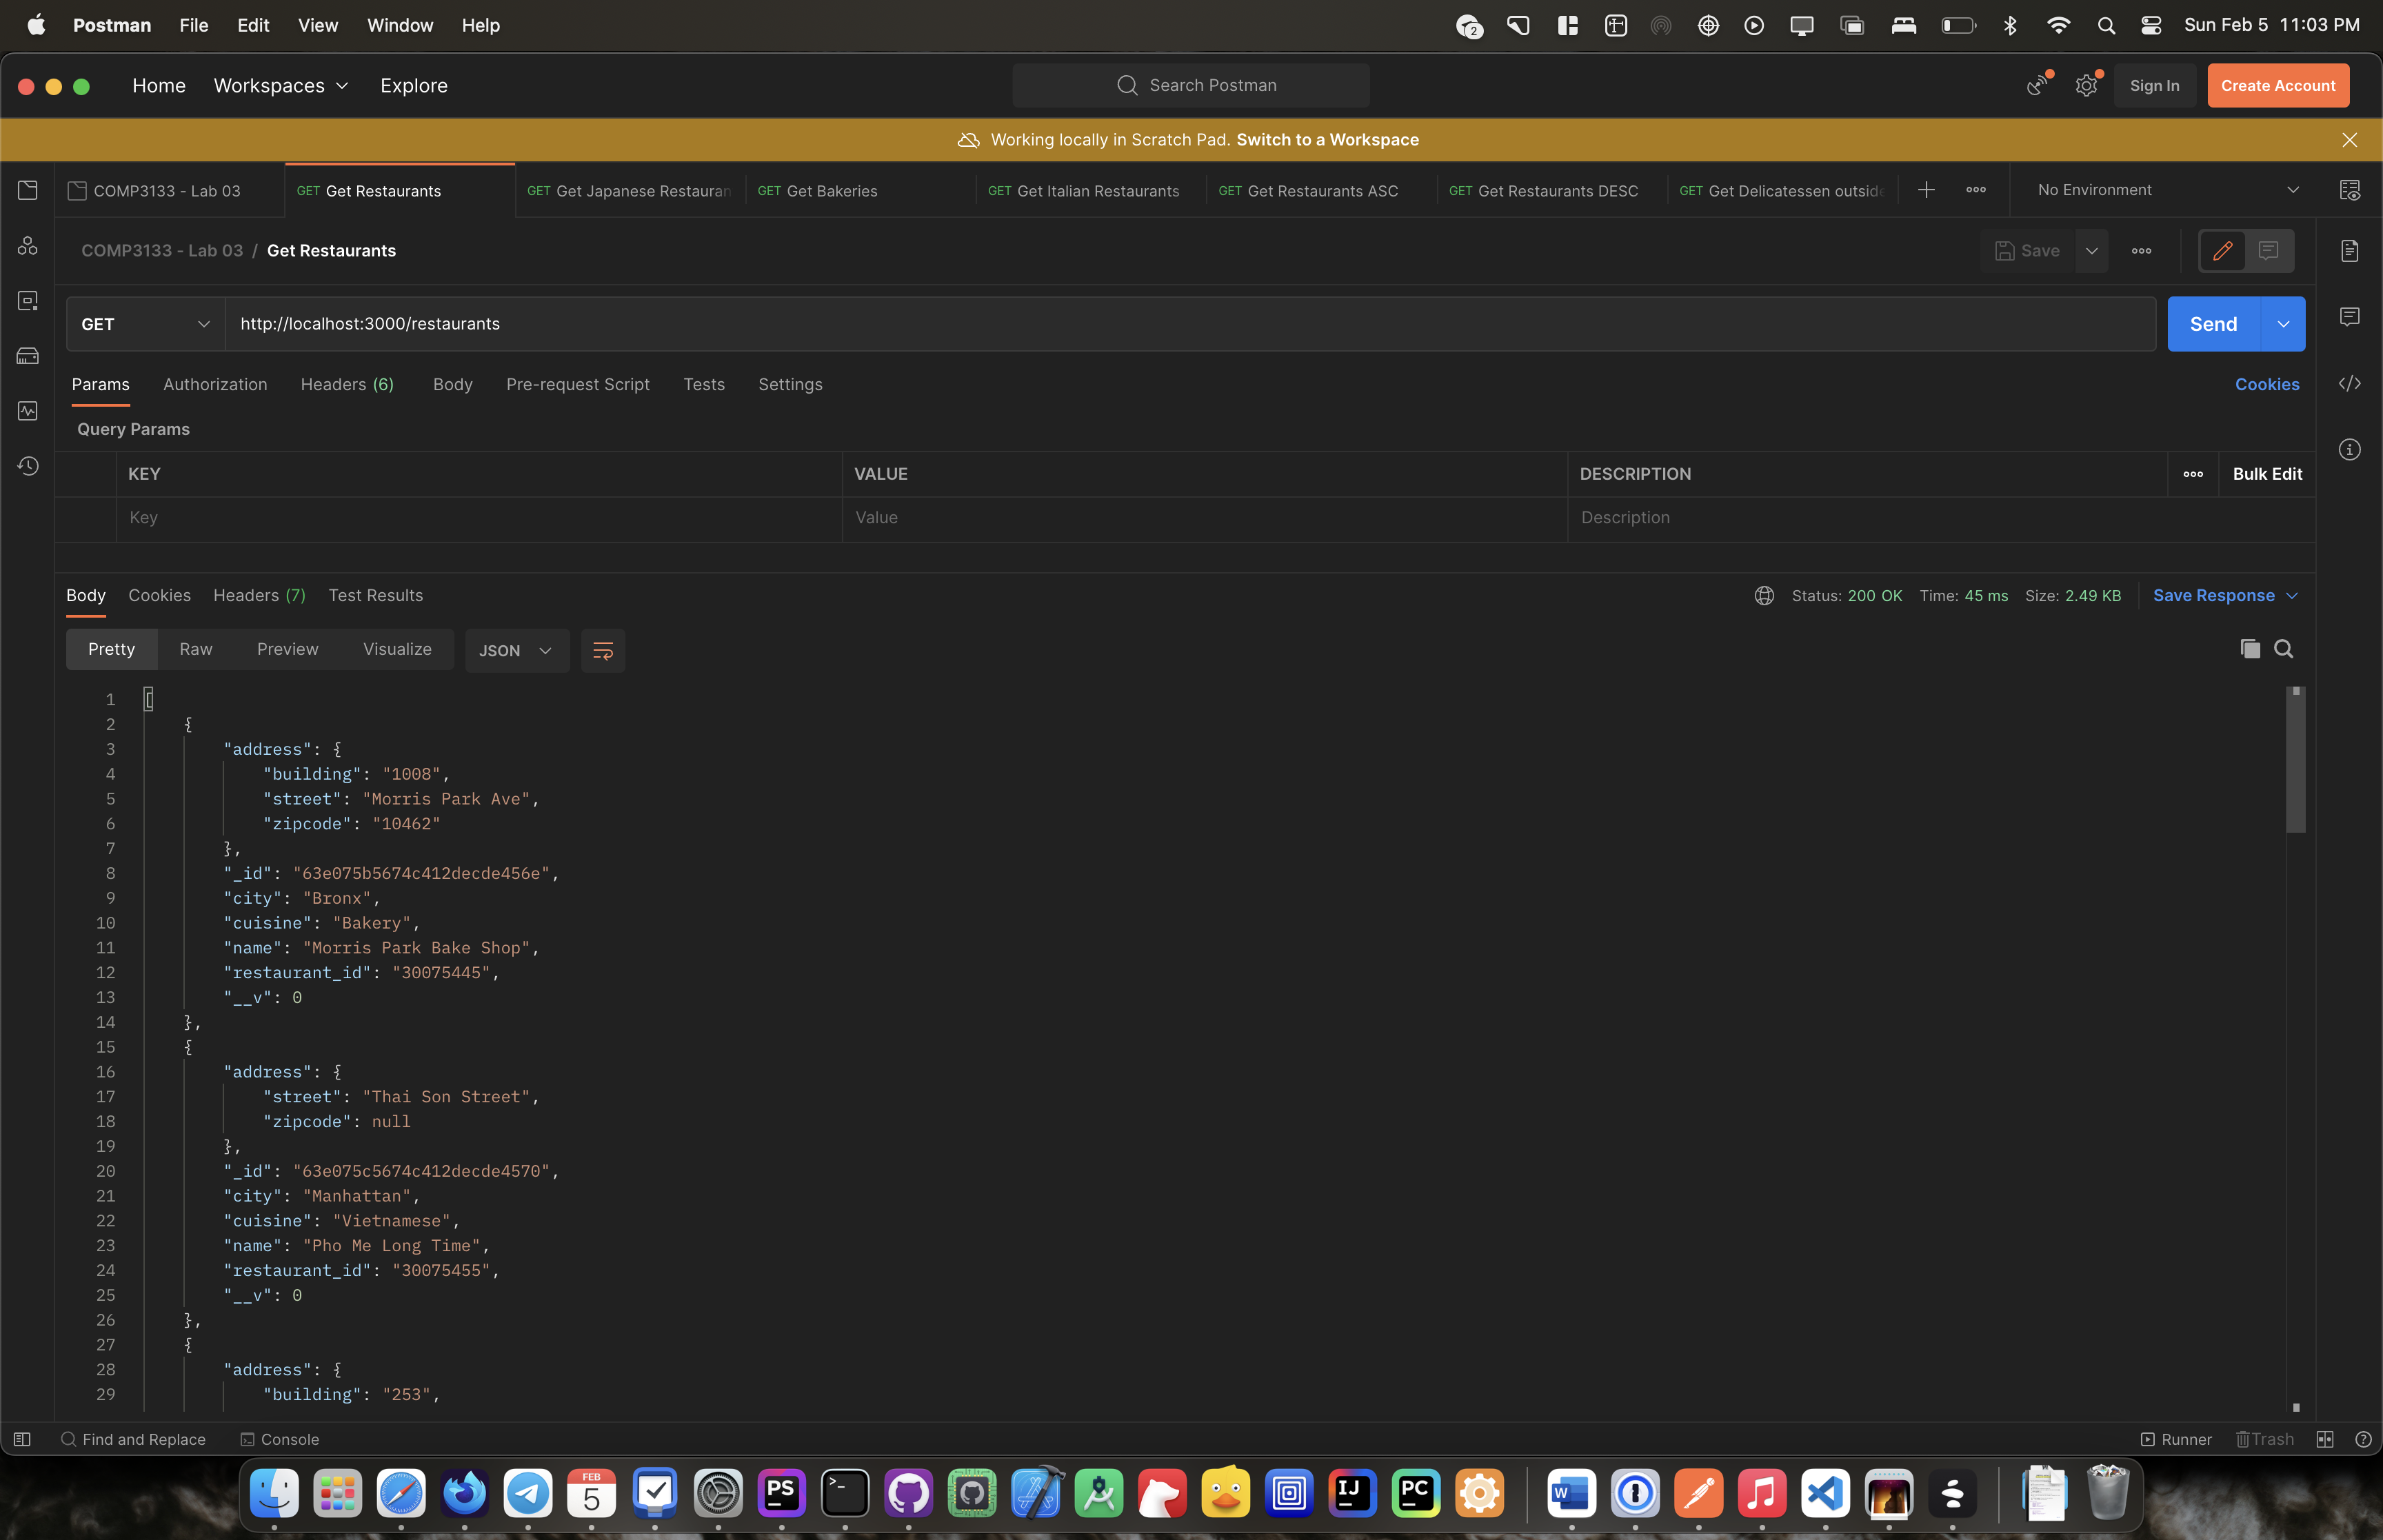 Postman File Edit View Window Help 2 Sun Feb 5 11:03 PM
Home Workspaces Explore Search Postman Sign In Create Account
Working locally in Scratch Pad. Switch to a Workspace
COMP3133 - Lab 03 GET Get Restaurants GET Get Japanese Restauran GET Get Bakeries GET Get Italian Restaurants GET Get Restaurants ASC GET Get Restaurants DESC GET Get Delicatessen outside No Environment
COMP3133 - Lab 03 / Get Restaurants Save
GET http://localhost:3000/restaurants Send
Params Authorization Headers (6) Body Pre-request Script Tests Settings Cookies
Query Params
KEY VALUE DESCRIPTION Bulk Edit
Key Value Description
Body Cookies Headers (7) Test Results Status: 200 OK Time: 45 ms Size: 2.49 KB Save Response
Pretty Raw Preview Visualize JSON
1 [
2 {
3 "address": {
4 "building": "1008",
5 "street": "Morris Park Ave",
6 "zipcode": "10462"
7 },
8 "_id": "63e075b5674c412decde456e",
9 "city": "Bronx",
10 "cuisine": "Bakery",
11 "name": "Morris Park Bake Shop",
12 "restaurant_id": "30075445",
13 "__v": 0
14 },
15 {
16 "address": {
17 "street": "Thai Son Street",
18 "zipcode": null
19 },
20 "_id": "63e075c5674c412decde4570",
21 "city": "Manhattan",
22 "cuisine": "Vietnamese",
23 "name": "Pho Me Long Time",
24 "restaurant_id": "30075455",
25 "__v": 0
26 },
27 {
28 "address": {
29 "building": "253",
Find and Replace Console Runner Trash
FEB 5 PS >_ IJ PC W